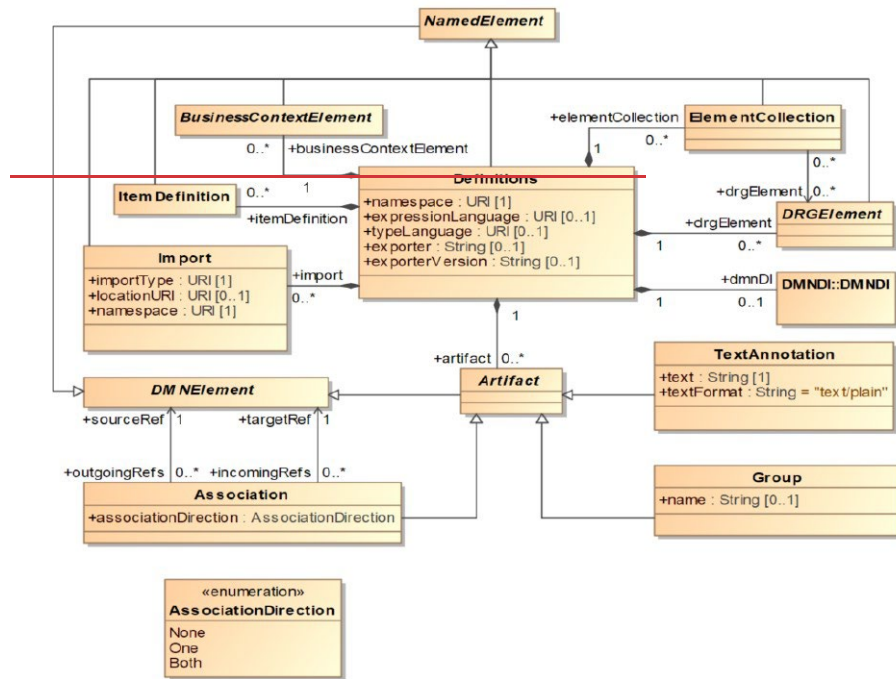 NamedElement
BusinessContextElement
+elementCollection
ElementCollection
0..*
+businessContextElement
1
0..*
0..*
1
Definitions
ItemDefinition
0..*
+itemDefinition
+namespace : URI [1]
+expressionLanguage : URI [0..1]
+typeLanguage : URI [0..1]
+exporter : String [0..1]
+exporterVersion : String [0..1]
+drgElement
0..*
DRGElement
+drgElement
1
0..*
Import
+importType : URI [1]
+locationURI : URI [0..1]
+namespace : URI [1]
+import
0..*
+dmnDI
1
0..1
DMNDI::DMNDI
1
+artifact
0..*
TextAnnotation
+text : String [1]
+textFormat : String = "text/plain"
DMNElement
Artifact
+sourceRef
1
+targetRef
1
+outgoingRefs
0..*
+incomingRefs
0..*
Association
+associationDirection : AssociationDirection
Group
+name : String [0..1]
«enumeration»
AssociationDirection
None
One
Both